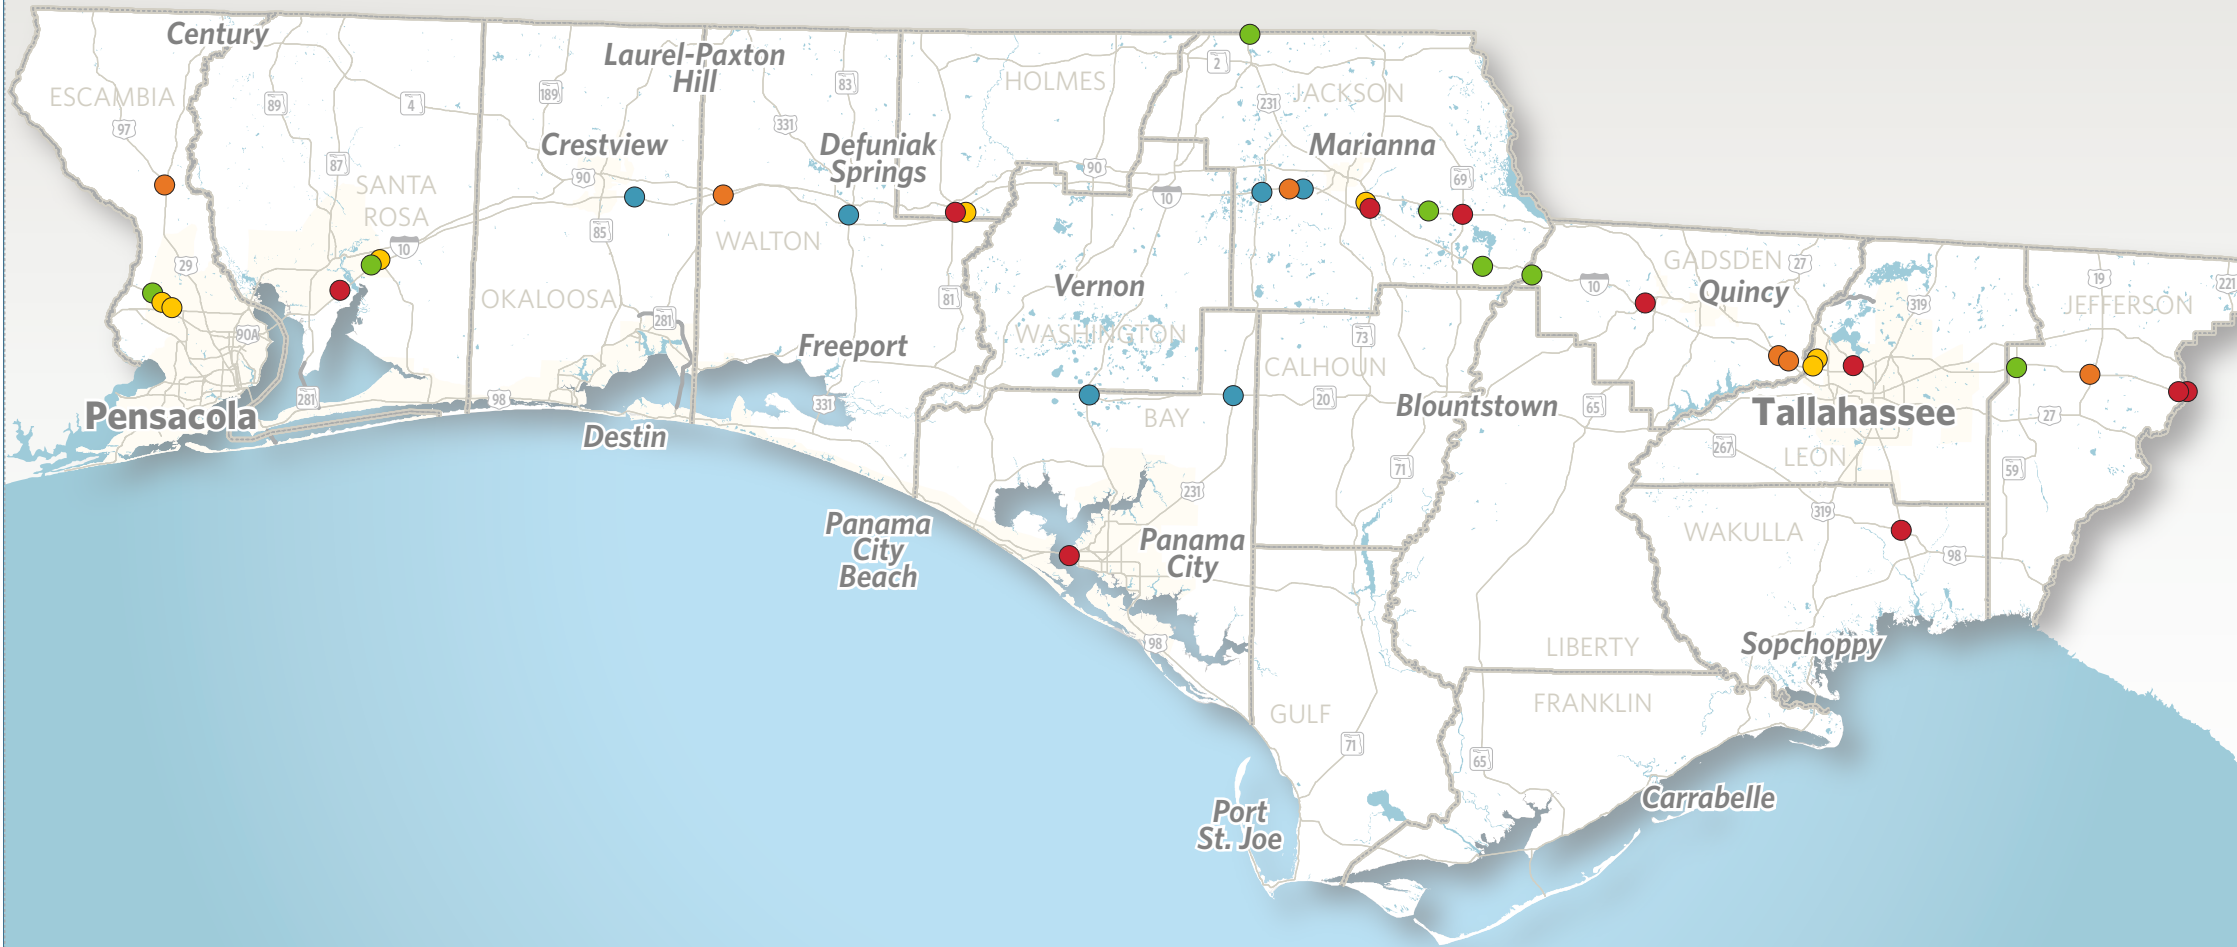 Century
Laurel-Paxton
Hill
ESCAMBIA
HOLMES
JACKSON
2
83
189
89
4
231
97
331
Crestview
Defuniak
Springs
Marianna
87
90
90
69
SANTA
ROSA
10
85
WALTON
10
29
GADSDEN
27
Quincy
19
221
Vernon
10
OKALOOSA
81
319
JEFFERSON
281
90A
WASHINGTON
73
Freeport
CALHOUN
281
98
331
20
Blountstown
65
Pensacola
BAY
Tallahassee
27
Destin
267
LEON
71
59
231
Panama
City
Beach
Panama
City
319
WAKULLA
98
98
LIBERTY
Sopchoppy
GULF
FRANKLIN
71
65
Port
St. Joe
Carrabelle